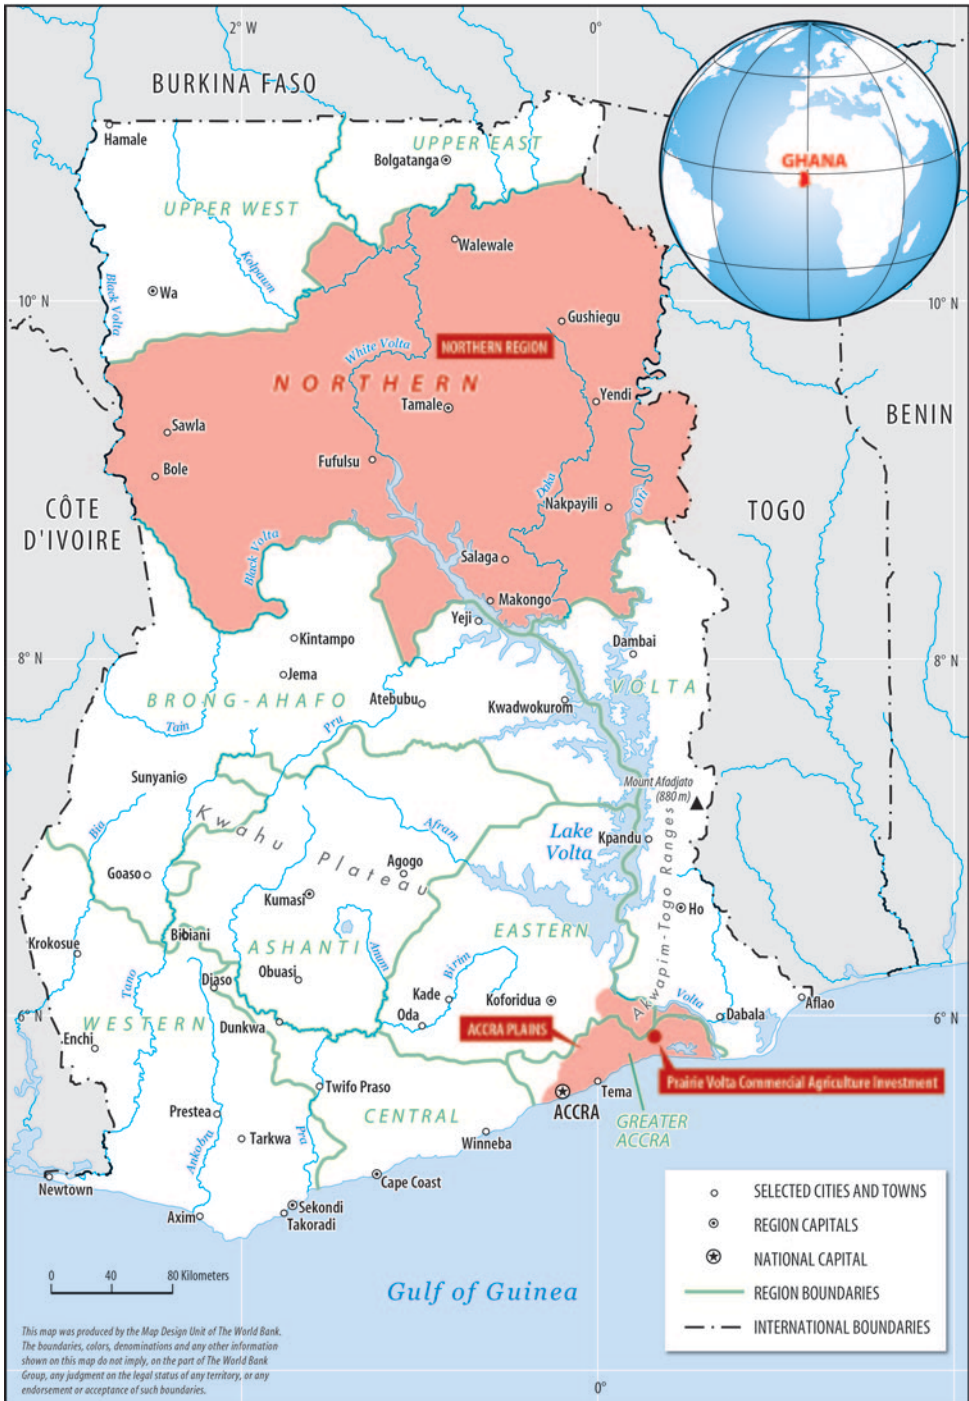 2° W
0°
BURKINA FASO
Hamale
UPPER EAST
Bolgatanga
GHANA
UPPER WEST
Walewale
Kolpawn
Black Volta
Wa
10° N
10° N
Gushiegu
White Volta
NORTHERN REGION
NORTHERN
Tamale
Yendi
BENIN
Sawla
Fufulsu
Bole
Daka
Oti
Nakpayili
CÔTE
D'IVOIRE
TOGO
Black Volta
Salaga
Makongo
Yeji
Kintampo
Dambai
8° N
8° N
Jema
VOLTA
BRONG-AHAFO
Atebubu
Kwadwokurom
Tain
Pru
Sunyani
Mount Afadjato
(880 m)
Bia
Kwahu Plateau
Afram
Lake
Volta
Kpandu
Agogo
Goaso
Akwapim-Togo Ranges
Kumasi
Ho
Bibiani
EASTERN
Krokosue
ASHANTI
Anum
Birim
Tano
Obuasi
Diaso
Kade
Koforidua
Volta
Aflao
6° N
WESTERN
Dunkwa
Oda
Dabala
6° N
Enchi
ACCRA PLAINS
Prairie Volta Commercial Agriculture Investment
Twifo Praso
Tema
Prestea
CENTRAL
ACCRA
GREATER
ACCRA
Ankobra
Tarkwa
Pra
Winneba
Newtown
Cape Coast
Axim
Sekondi
Takoradi
SELECTED CITIES AND TOWNS
REGION CAPITALS
NATIONAL CAPITAL
REGION BOUNDARIES
INTERNATIONAL BOUNDARIES
0 40 80 Kilometers
Gulf of Guinea
This map was produced by the Map Design Unit of The World Bank.
The boundaries, colors, denominations and any other information
shown on this map do not imply, on the part of The World Bank
Group, any judgment on the legal status of any territory, or any
endorsement or acceptance of such boundaries.
0°